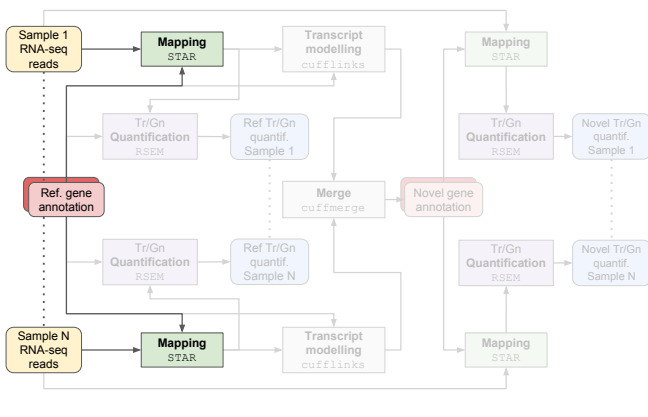 Sample 1
RNA-seq
reads
Mapping
STAR
Transcript
modelling
cufflinks
Mapping
STAR
Tr/Gn
Quantification
RSEM
Ref Tr/Gn
quantif.
Sample 1
Tr/Gn
Quantification
RSEM
Novel Tr/Gn
quantif.
Sample 1
Ref. gene
annotation
Merge
cuffmerge
Novel gene
annotation
Tr/Gn
Quantification
RSEM
Ref Tr/Gn
quantif.
Sample N
Tr/Gn
Quantification
RSEM
Novel Tr/Gn
quantif.
Sample N
Sample N
RNA-seq
reads
Mapping
STAR
Transcript
modelling
cufflinks
Mapping
STAR